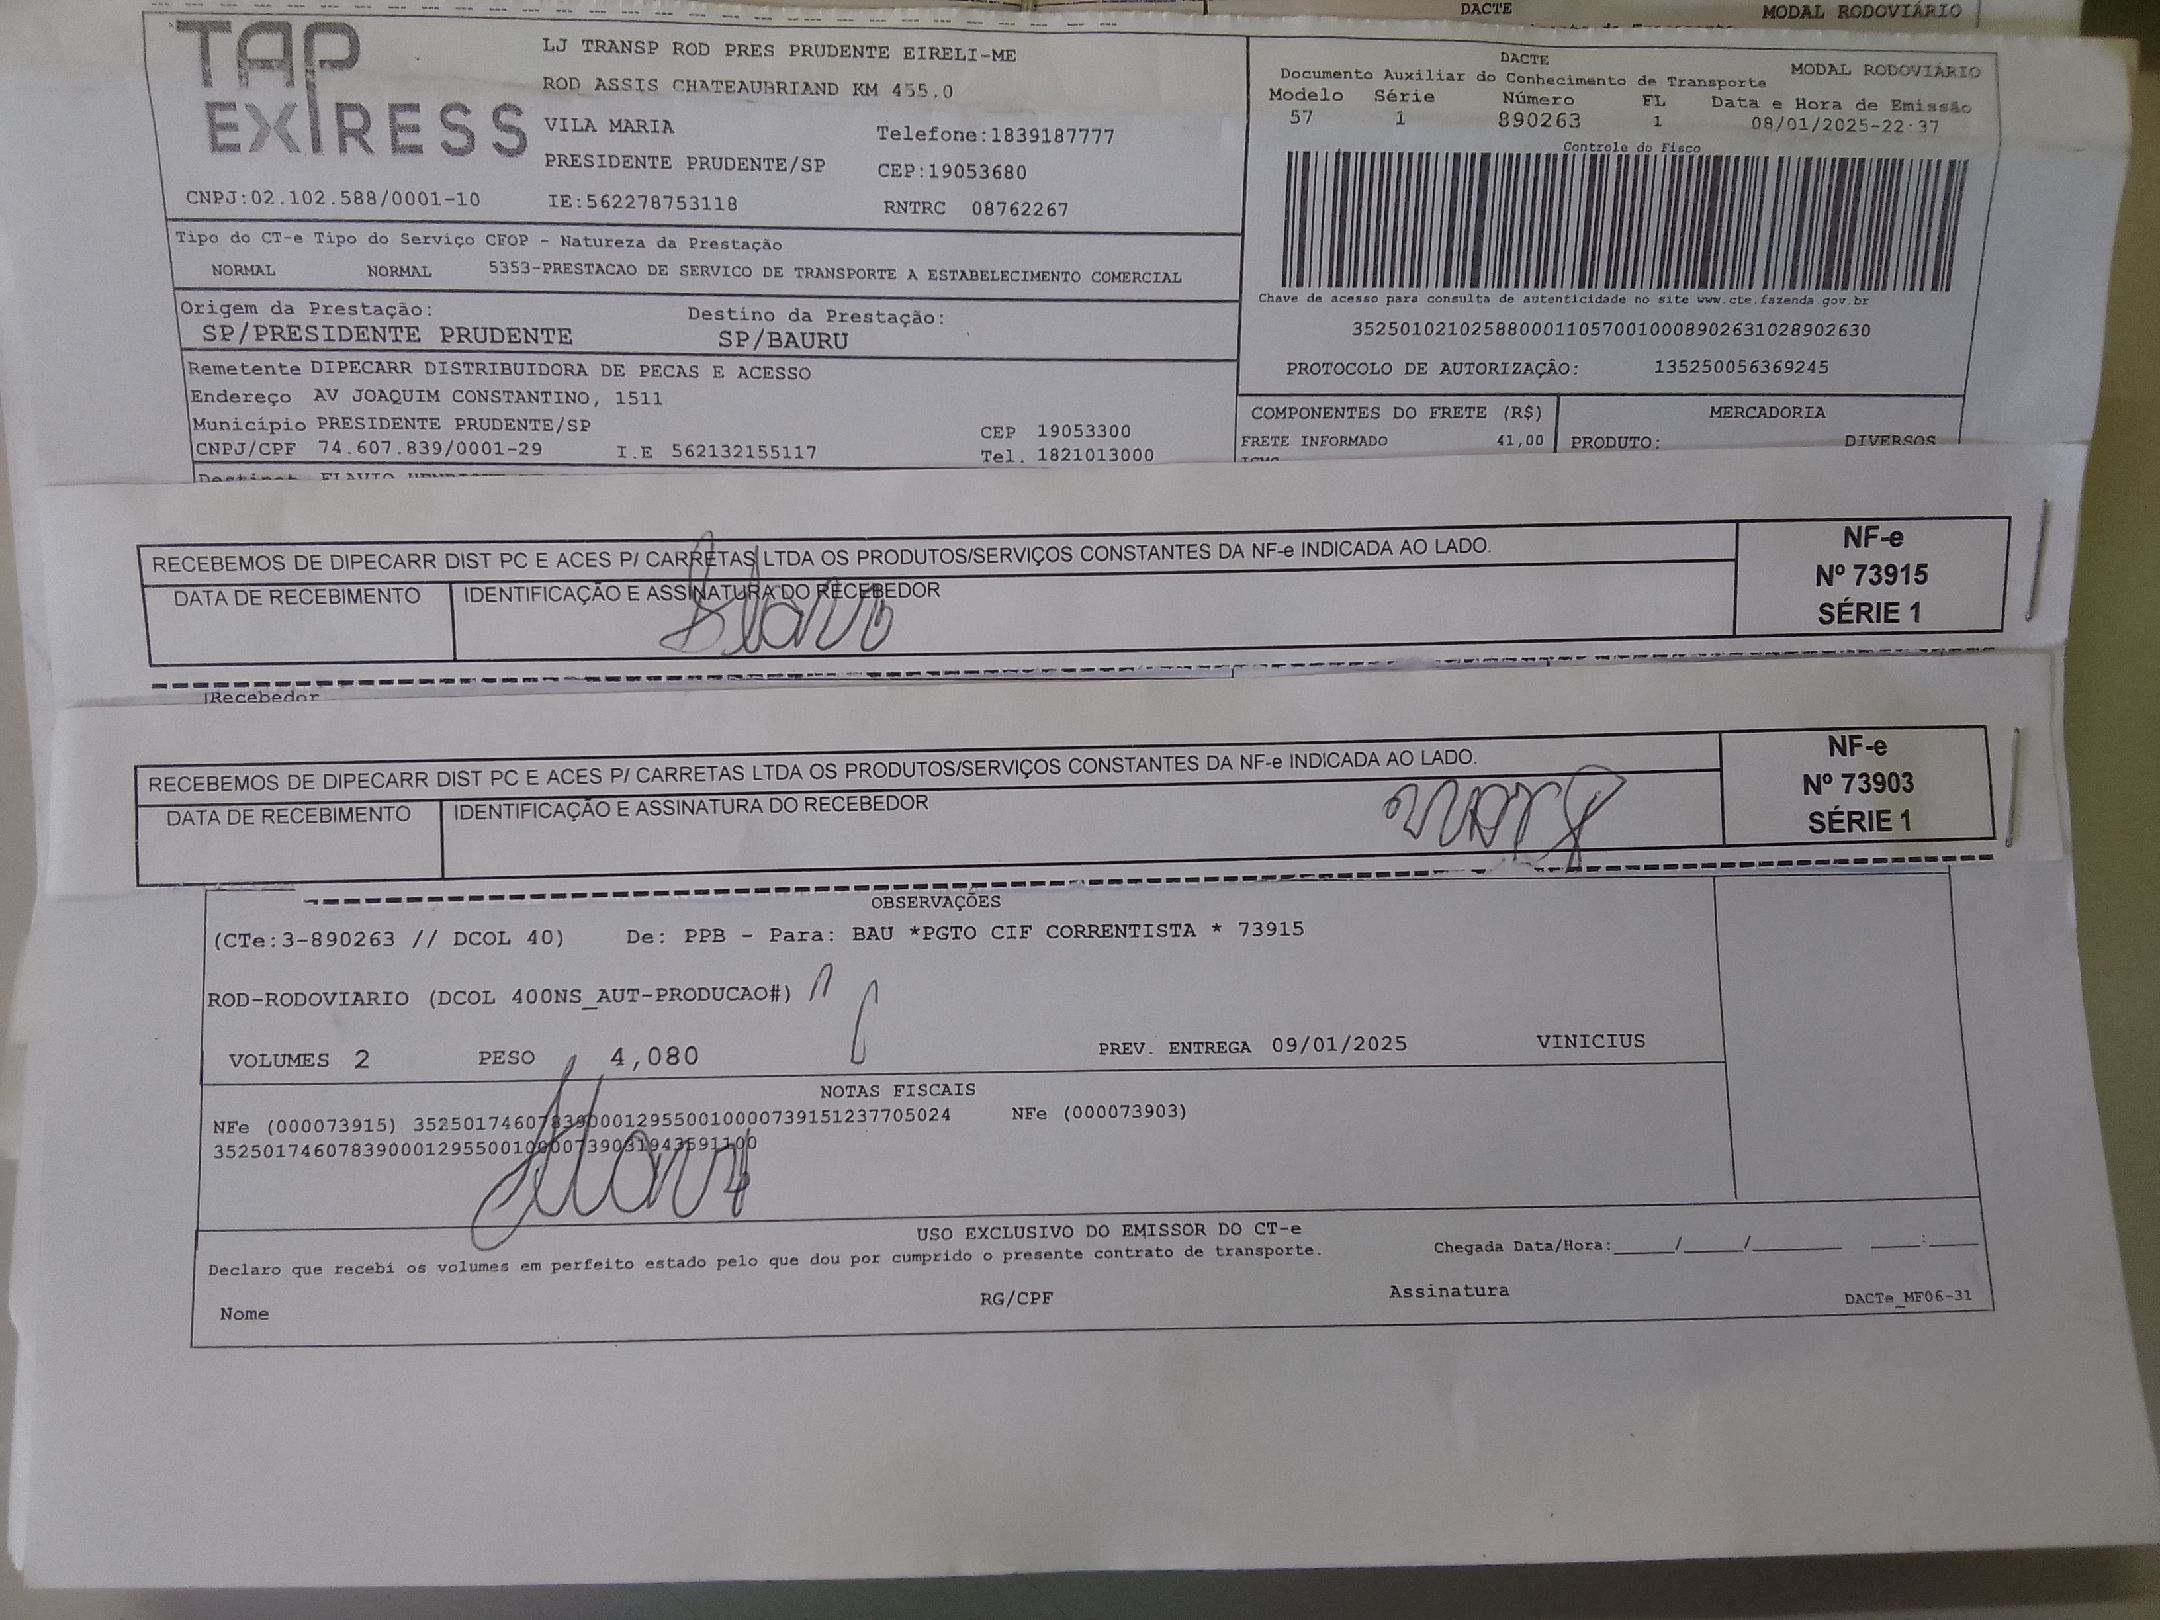 DACTE
MODAL RODOVIÁRIO
TAP EXPRESS
LJ TRANSP ROD PRES PRUDENTE EIRELI-ME
ROD ASSIS CHATEAUBRIAND KM 455.0
VILA MARIA Telefone:1839187777
PRESIDENTE PRUDENTE/SP CEP:19053680
CNPJ:02.102.588/0001-10 IE:562278753118 RNTRC 08762267
DACTE MODAL RODOVIÁRIO
Documento Auxiliar do Conhecimento de Transporte
Modelo Série Número FL Data e Hora de Emissão
57 1 890263 1 08/01/2025-22:37
Controle do Fisco
Chave de acesso para consulta de autenticidade no site www.cte.fazenda.gov.br
35250102102588000110570010008902631028902630
PROTOCOLO DE AUTORIZAÇÃO: 135250056369245
Tipo do CT-e Tipo do Serviço CFOP - Natureza da Prestação
NORMAL NORMAL 5353-PRESTACAO DE SERVICO DE TRANSPORTE A ESTABELECIMENTO COMERCIAL
Origem da Prestação: Destino da Prestação:
SP/PRESIDENTE PRUDENTE SP/BAURU
Remetente DIPECARR DISTRIBUIDORA DE PECAS E ACESSO
Endereço AV JOAQUIM CONSTANTINO, 1511
Município PRESIDENTE PRUDENTE/SP CEP 19053300
CNPJ/CPF 74.607.839/0001-29 I.E 562132155117 Tel. 1821013000
COMPONENTES DO FRETE (R$) MERCADORIA
FRETE INFORMADO 41,00 PRODUTO: DIVERSOS
RECEBEMOS DE DIPECARR DIST PC E ACES P/ CARRETAS LTDA OS PRODUTOS/SERVIÇOS CONSTANTES DA NF-e INDICADA AO LADO.
DATA DE RECEBIMENTO IDENTIFICAÇÃO E ASSINATURA DO RECEBEDOR
NF-e
Nº 73915
SÉRIE 1
Recebedor
RECEBEMOS DE DIPECARR DIST PC E ACES P/ CARRETAS LTDA OS PRODUTOS/SERVIÇOS CONSTANTES DA NF-e INDICADA AO LADO.
DATA DE RECEBIMENTO IDENTIFICAÇÃO E ASSINATURA DO RECEBEDOR
NF-e
Nº 73903
SÉRIE 1
OBSERVAÇÕES
(CTe:3-890263 // DCOL 40) De: PPB - Para: BAU *PGTO CIF CORRENTISTA * 73915
ROD-RODOVIARIO (DCOL 400NS_AUT-PRODUCAO#)
VOLUMES 2 PESO 4,080 PREV. ENTREGA 09/01/2025 VINICIUS
NOTAS FISCAIS
NFe (000073915) 35250174607839000129550010000739151237705024 NFe (000073903)
35250174607839000129550010000739031943591100
USO EXCLUSIVO DO EMISSOR DO CT-e
Declaro que recebi os volumes em perfeito estado pelo que dou por cumprido o presente contrato de transporte. Chegada Data/Hora:____/____/______ ____:____
Nome RG/CPF Assinatura DACTe_MF06-31